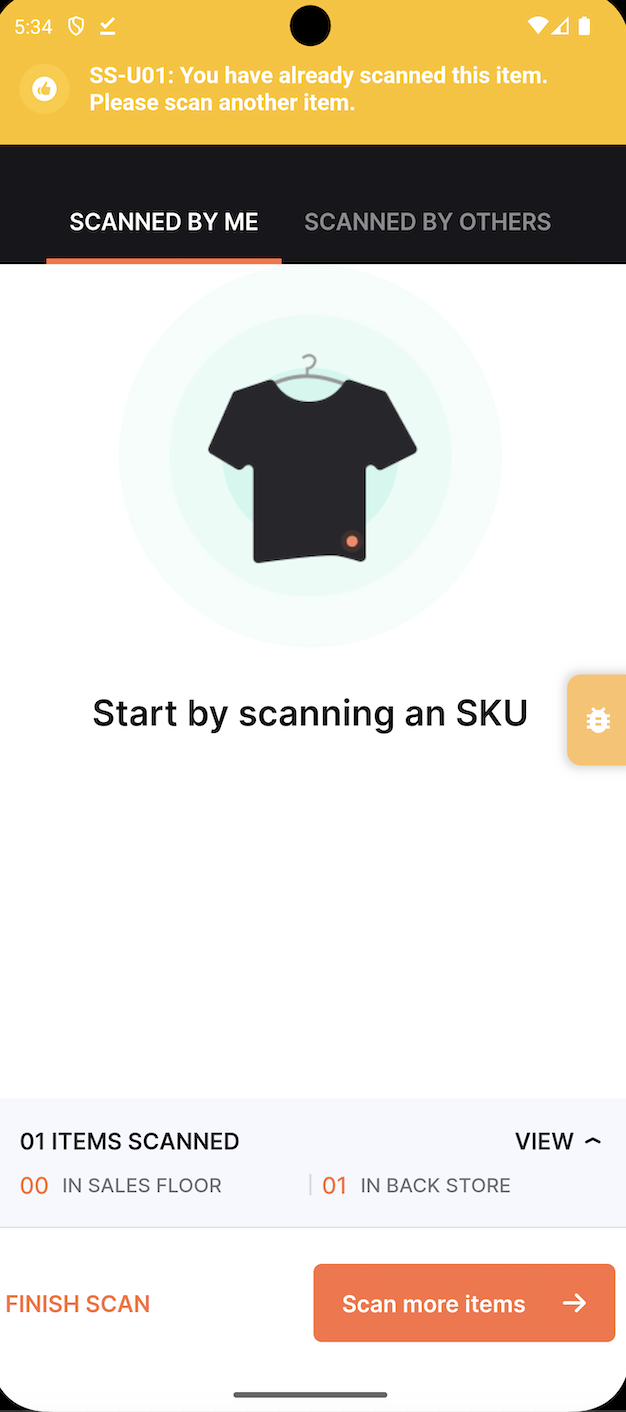 5:34
SS-U01: You have already scanned this item.
Please scan another item.
SCANNED BY ME
SCANNED BY OTHERS
Start by scanning an SKU
01 ITEMS SCANNED
VIEW
00 IN SALES FLOOR
01 IN BACK STORE
FINISH SCAN
Scan more items